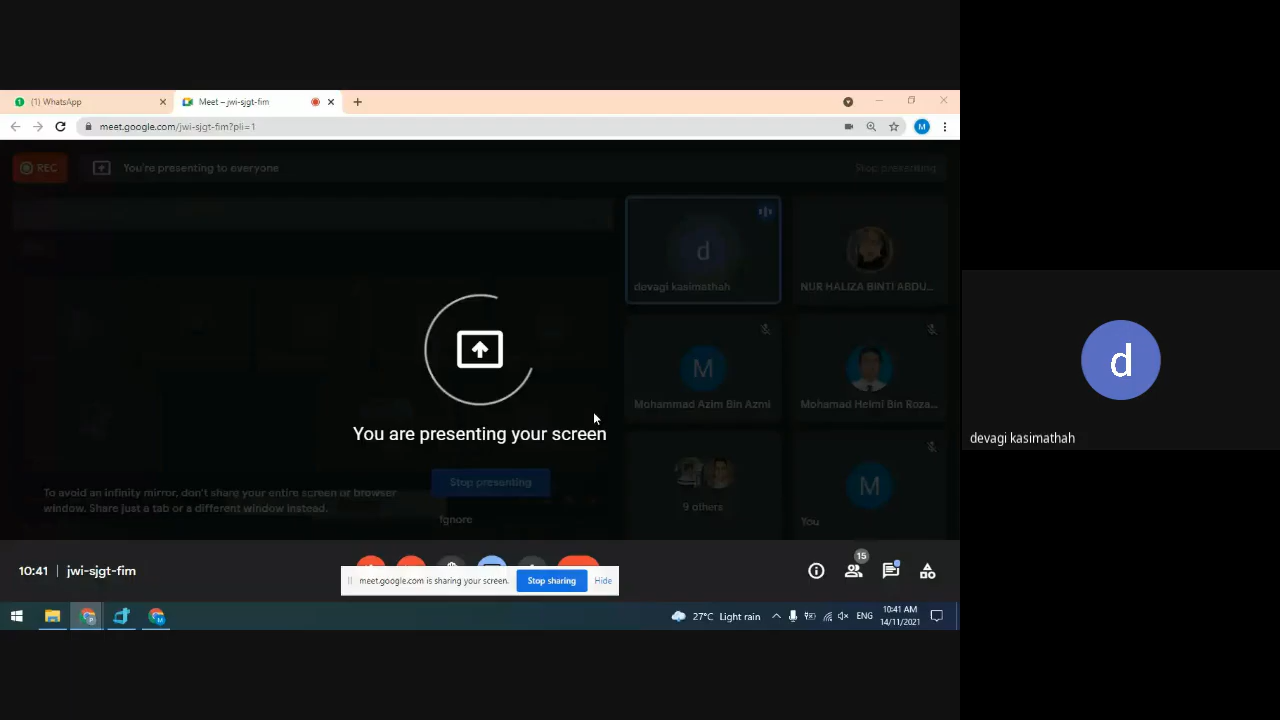 (1) WhatsApp
Meet – jwi-sjgt-fim
meet.google.com/jwi-sjgt-fim?pli=1
M
REC
You're presenting to everyone
Stop presenting
d
devagi kasimathah
NUR HALIZA BINTI ABDU...
M
Mohammad Azim Bin Azmi
Mohamad Helmi Bin Roza...
You are presenting your screen
Stop presenting
To avoid an infinity mirror, don't share your entire screen or browser
window. Share just a tab or a different window instead.
Ignore
9 others
M
You
d
devagi kasimathah
10:41 | jwi-sjgt-fim
15
meet.google.com is sharing your screen.
Stop sharing
Hide
27°C Light rain
ENG
10:41 AM
14/11/2021